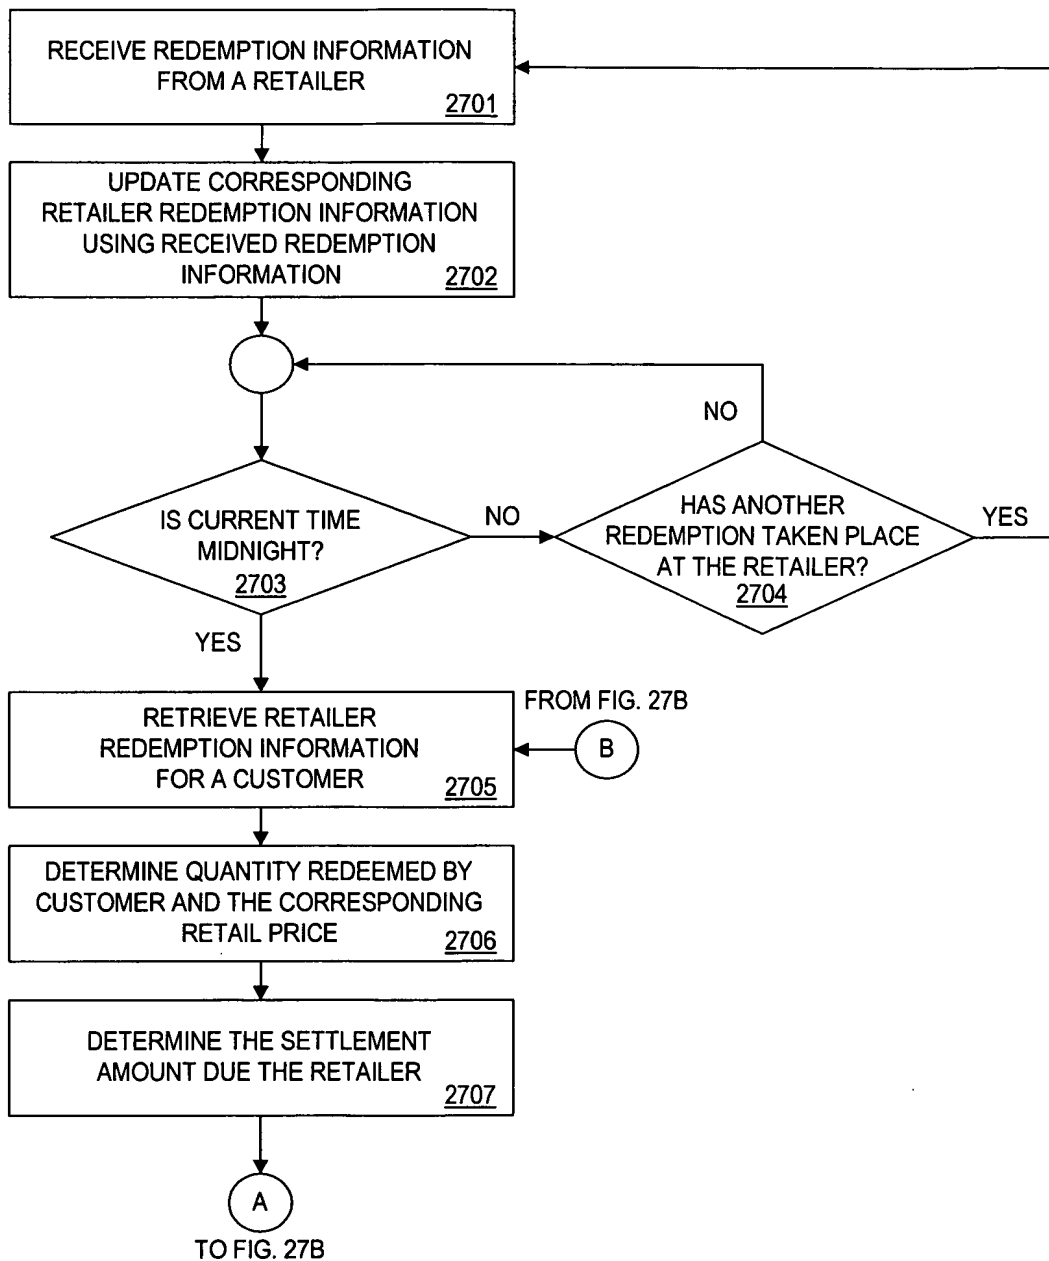 RECEIVE REDEMPTION INFORMATION
FROM A RETAILER
2701
UPDATE CORRESPONDING
RETAILER REDEMPTION INFORMATION
USING RECEIVED REDEMPTION
INFORMATION
2702
NO
IS CURRENT TIME
MIDNIGHT?
2703
NO
HAS ANOTHER
REDEMPTION TAKEN PLACE
AT THE RETAILER?
2704
YES
YES
RETRIEVE RETAILER
REDEMPTION INFORMATION
FOR A CUSTOMER
2705
FROM FIG. 27B
B
DETERMINE QUANTITY REDEEMED BY
CUSTOMER AND THE CORRESPONDING
RETAIL PRICE
2706
DETERMINE THE SETTLEMENT
AMOUNT DUE THE RETAILER
2707
A
TO FIG. 27B